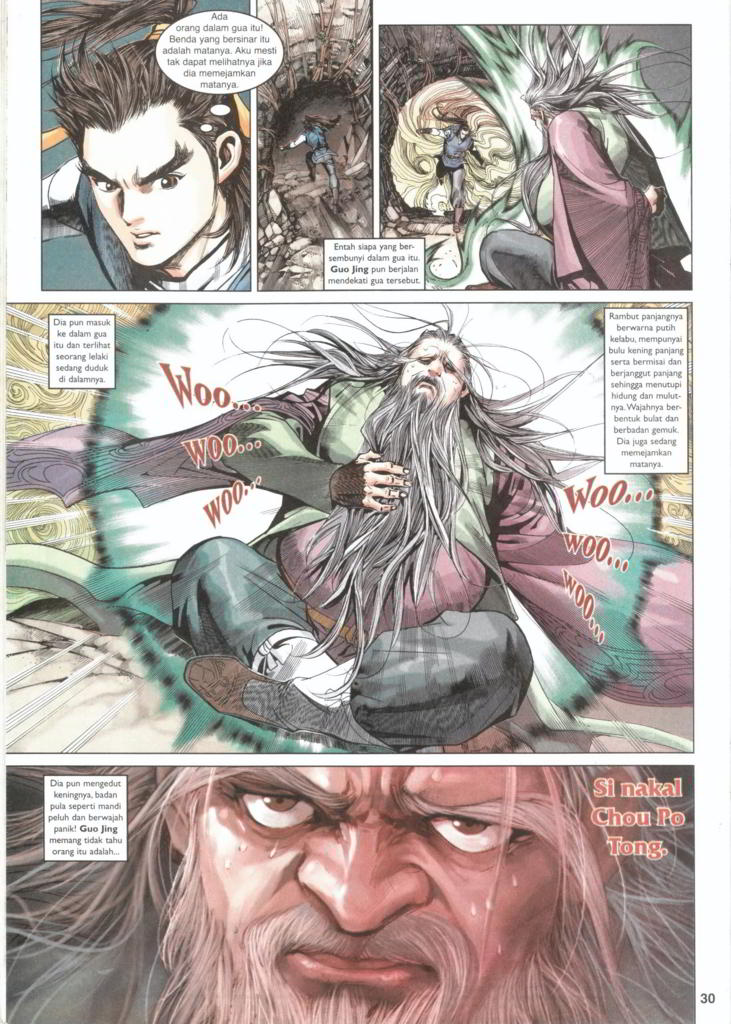 Ada
orang dalam gua itu!
Benda yang bersinar itu
adalah matanya. Aku mesti
tak dapat melihatnya jika
dia memejamkan
matanya.
Entah siapa yang ber-
sembunyi dalam gua itu.
Guo Jing pun berjalan
mendekati gua tersebut.
Dia pun masuk
ke dalam gua
itu dan terlihat
seorang lelaki
sedang duduk
di dalamnya.
Rambut panjangnya
berwarna putih
kelabu, mempunyai
bulu kening panjang
serta bermisai dan
berjanggut panjang
sehingga menutupi
hidung dan mulut-
nya. Wajahnya ber-
bentuk bulat dan
berbadan gemuk.
Dia juga sedang
memejamkan
matanya.
Woo...
woo...
woo...
Woo...
woo...
woo...
Dia pun mengedut
keningnya, badan
pula seperti mandi
peluh dan berwajah
panik! Guo Jing
memang tidak tahu
orang itu adalah...
Si nakal
Chou Po
Tong.
30